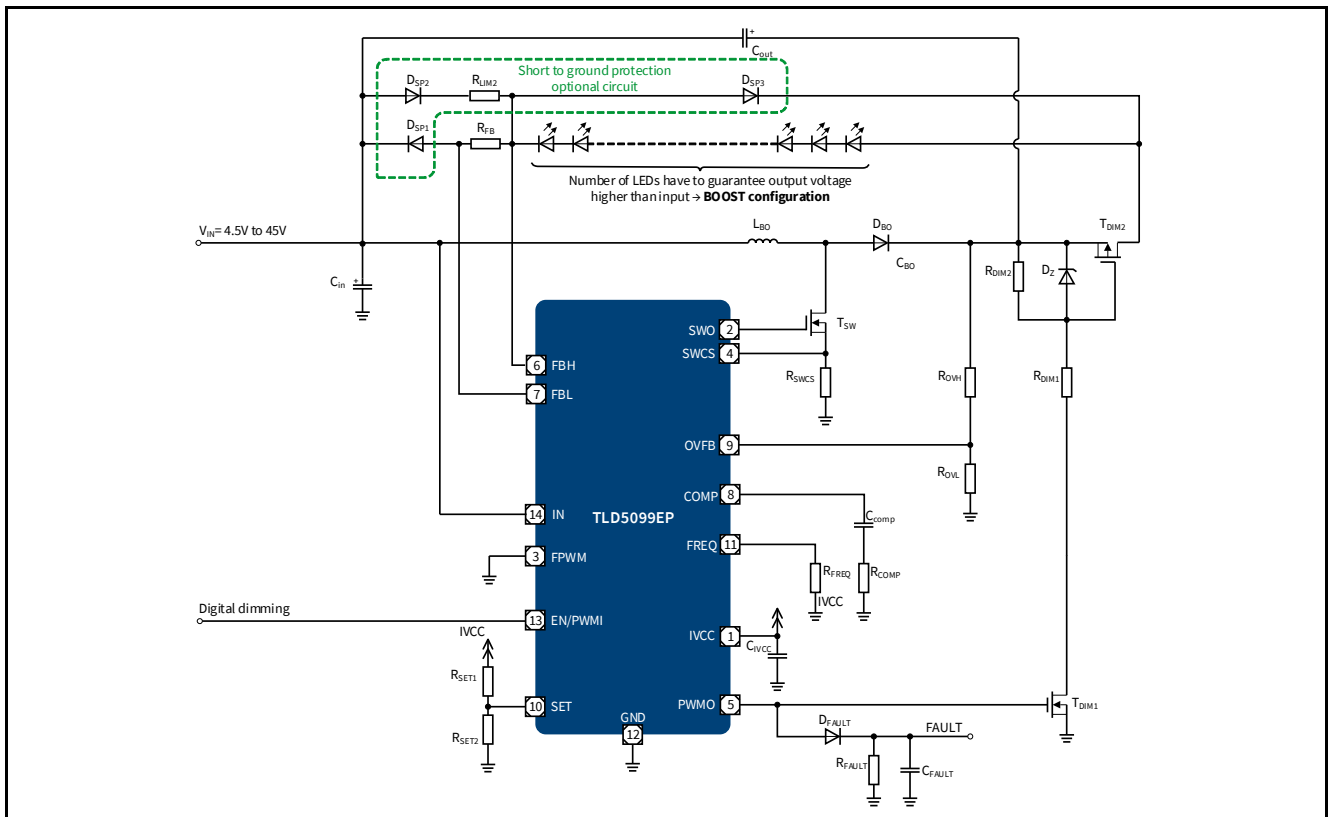 Cout
Short to ground protection
optional circuit
DSP2
RLIM2
DSP3
DSP1
RFB
Number of LEDs have to guarantee output voltage
higher than input → BOOST configuration
VIN= 4.5V to 45V
LBO
DBO
TDIM2
CBO
RDIM2
DZ
Cin
SWO 2
TSW
SWCS 4
6 FBH
RSWCS
ROVH
RDIM1
7 FBL
OVFB 9
ROVL
COMP 8
14 IN
TLD5099EP
Ccomp
FREQ 11
3 FPWM
RFREQ
RCOMP
IVCC
Digital dimming
13 EN/PWMI
IVCC
IVCC 1
CIVCC
RSET1
10 SET
PWMO 5
TDIM1
GND
12
DFAULT
FAULT
RSET2
RFAULT
CFAULT